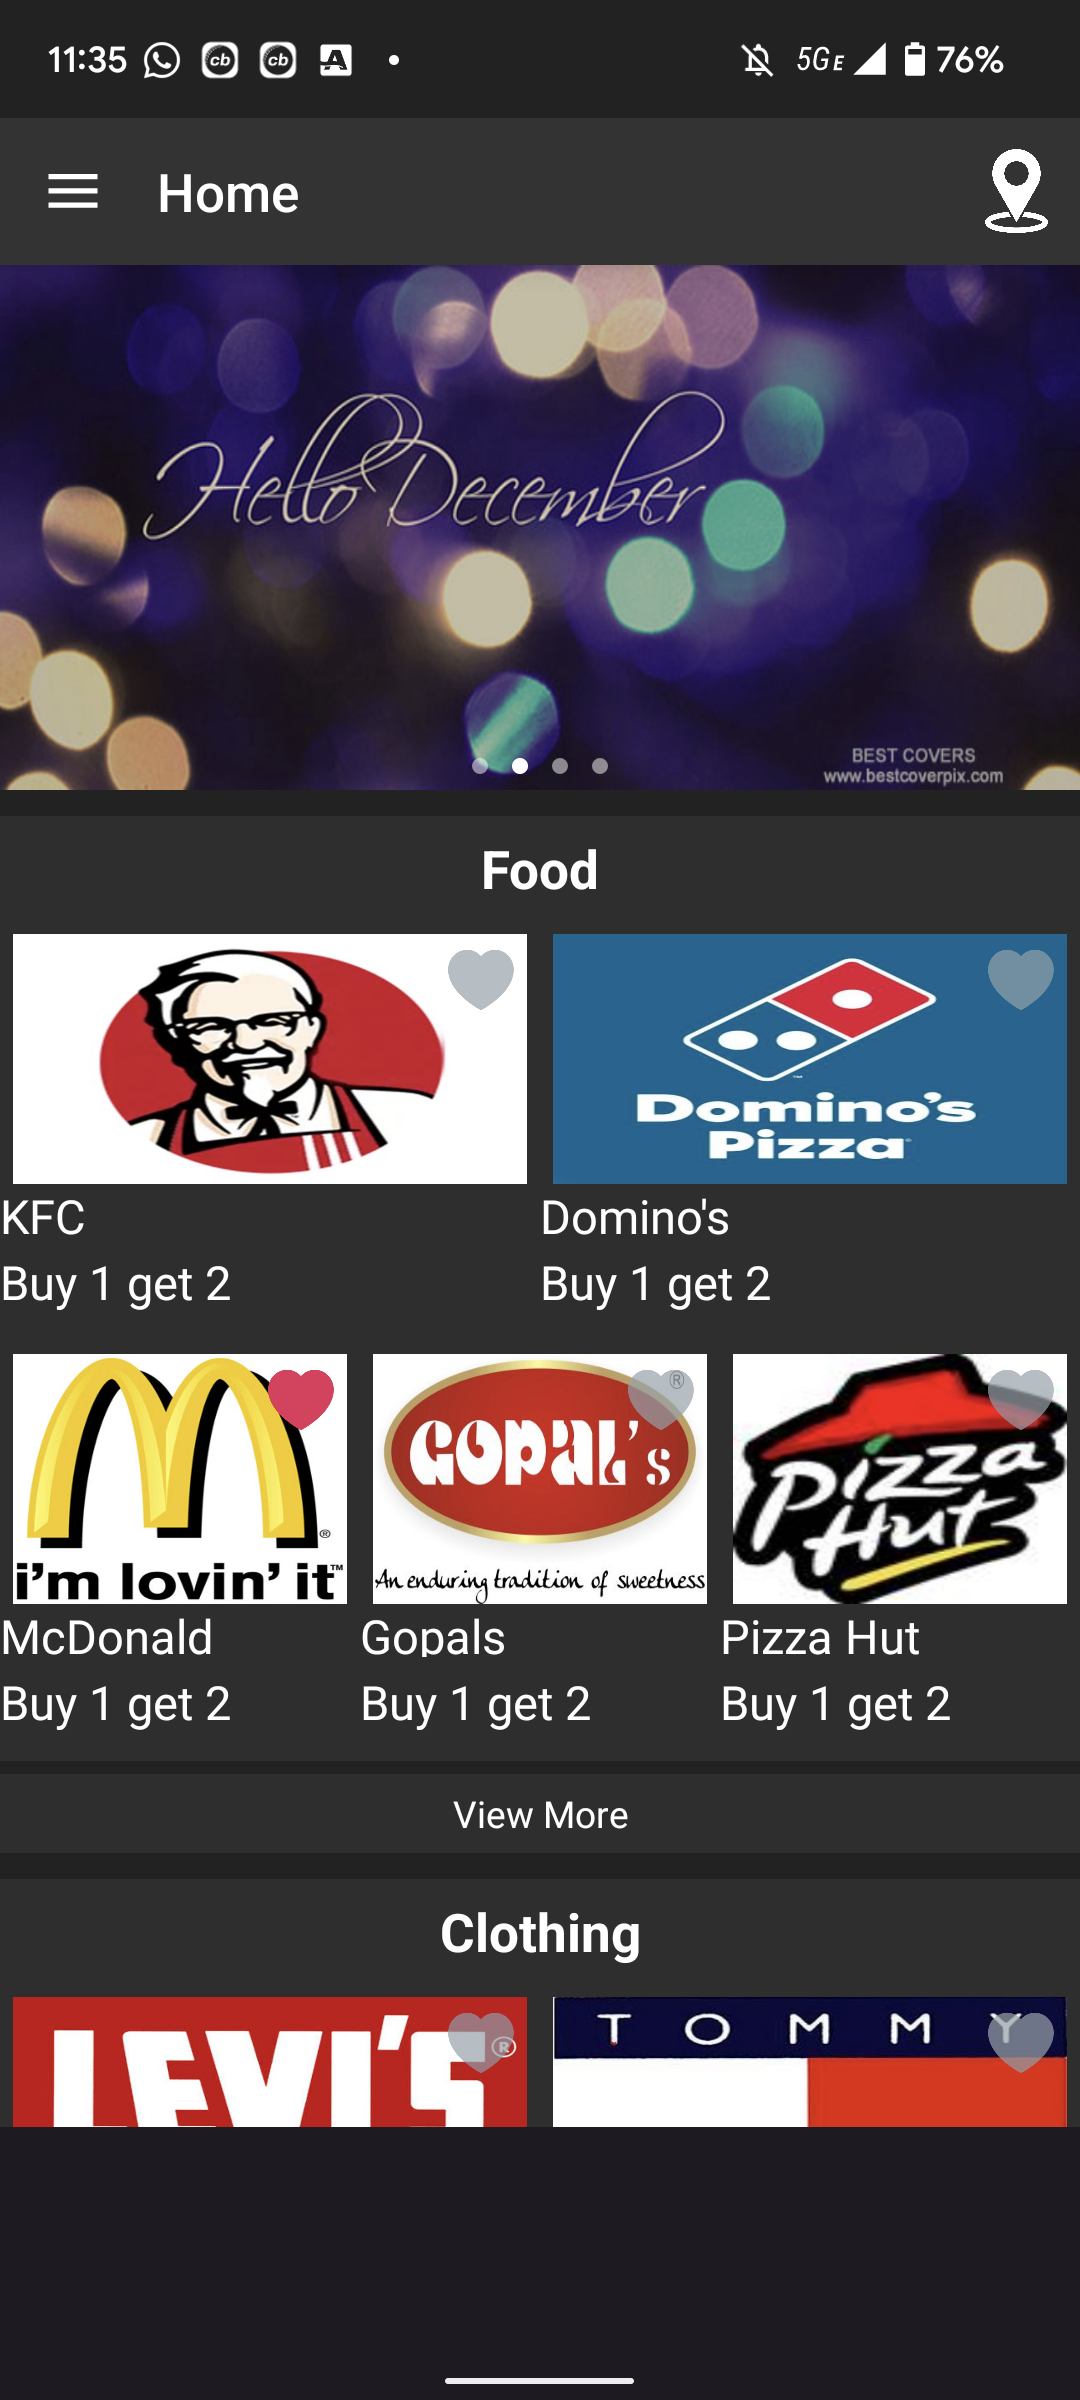 11:35
5GE
76%
Home
Hello December
BEST COVERS
www.bestcoverpix.com
Food
Domino's
Pizza
KFC
Domino's
Buy 1 get 2
Buy 1 get 2
i'm lovin' it™
GOPAL's
An enduring tradition of sweetness
Pizza
Hut
McDonald
Gopals
Pizza Hut
Buy 1 get 2
Buy 1 get 2
Buy 1 get 2
View More
Clothing
LEVI'S®
TOMMY